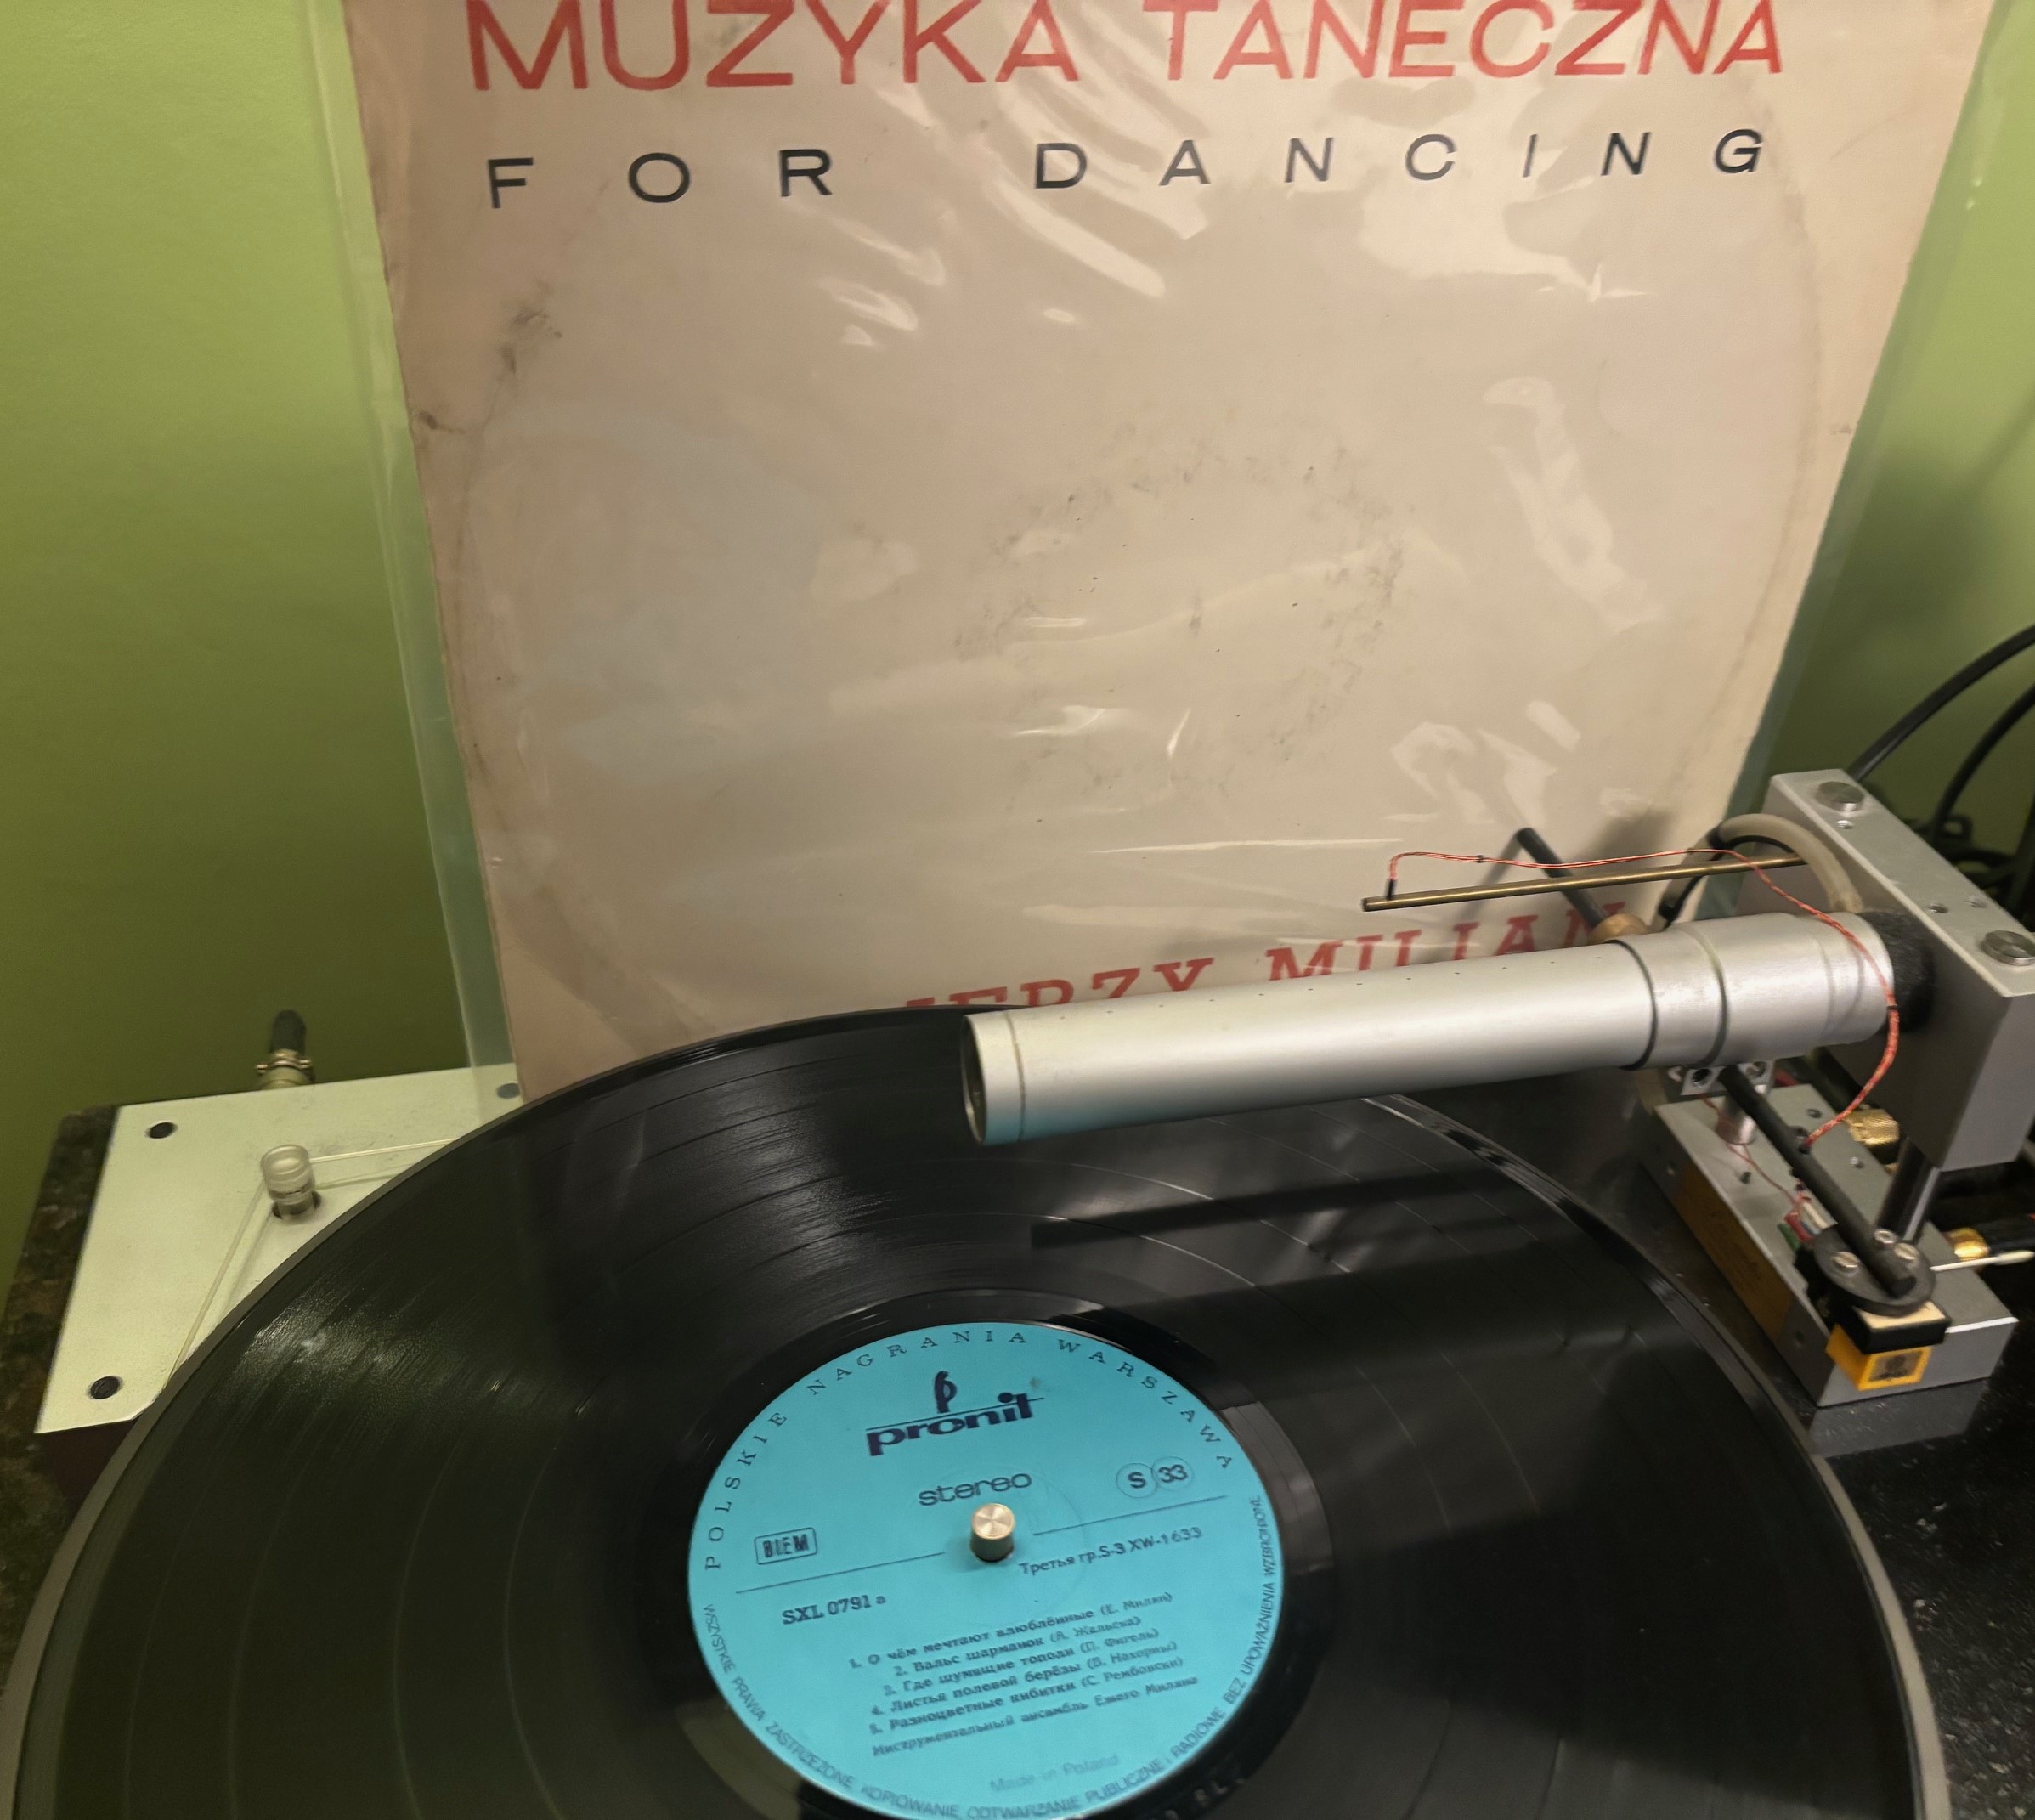 MUZYKA TANECZNA
FOR DANCING
JERZY MILIAN
POLSKIE NAGRANIA WARSZAWA
pronit
stereo
S 33
BIEM
Третья гр.S-3 XW-1633
SXL 0791 a
1. О чём мечтают влюблённые (Е. Милян)
2. Вальс шарманок (Я. Жальска)
3. Где шумящие тополи (П. Фигель)
4. Листья полевой берёзы (В. Нахорны)
5. Разноцветные кибитки (С. Рембовски)
Инструментальный ансамбль Ежего Миляна
Made in Poland
WSZYSTKIE PRAWA ZASTRZEŻONE KOPIOWANIE ODTWARZANIE PUBLICZNE i RADIOWE BEZ UPOWAŻNIENIA WZBRONIONE